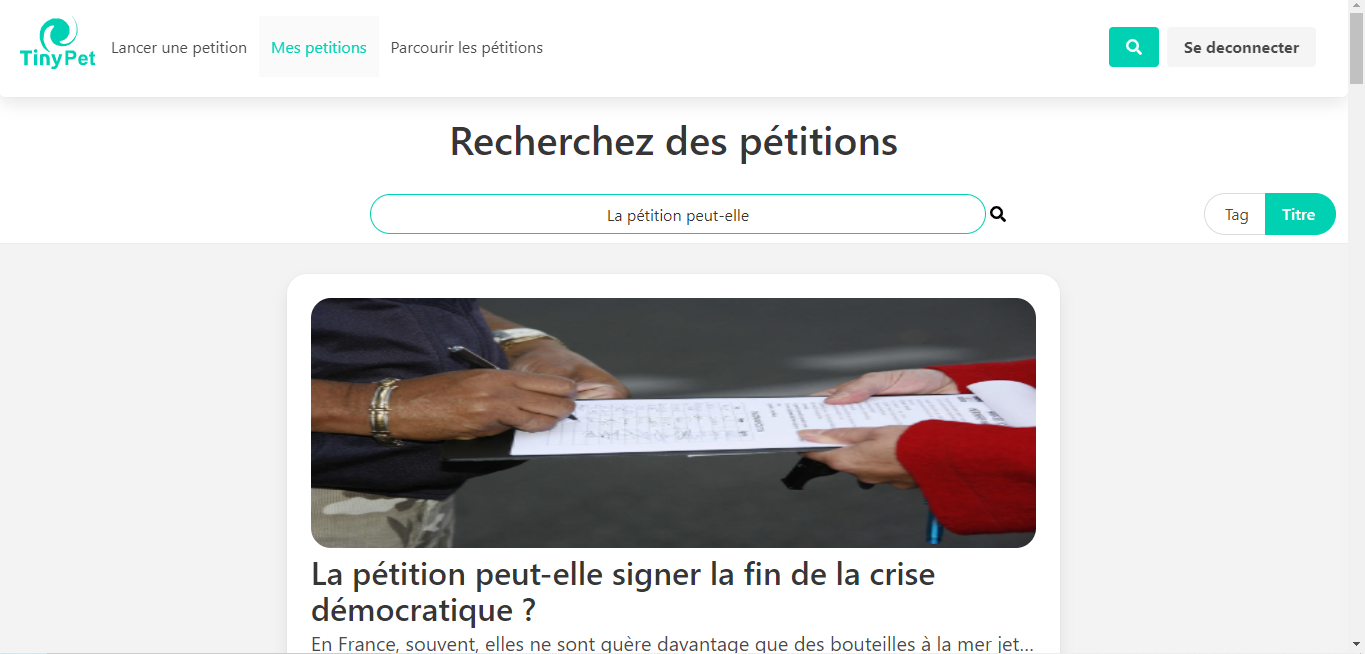 TinyPet
Lancer une petition
Mes petitions
Parcourir les pétitions
Se deconnecter
Recherchez des pétitions
La pétition peut-elle
Tag
Titre
La pétition peut-elle signer la fin de la crise
démocratique ?
En France, souvent, elles ne sont guère davantage que des bouteilles à la mer jet...